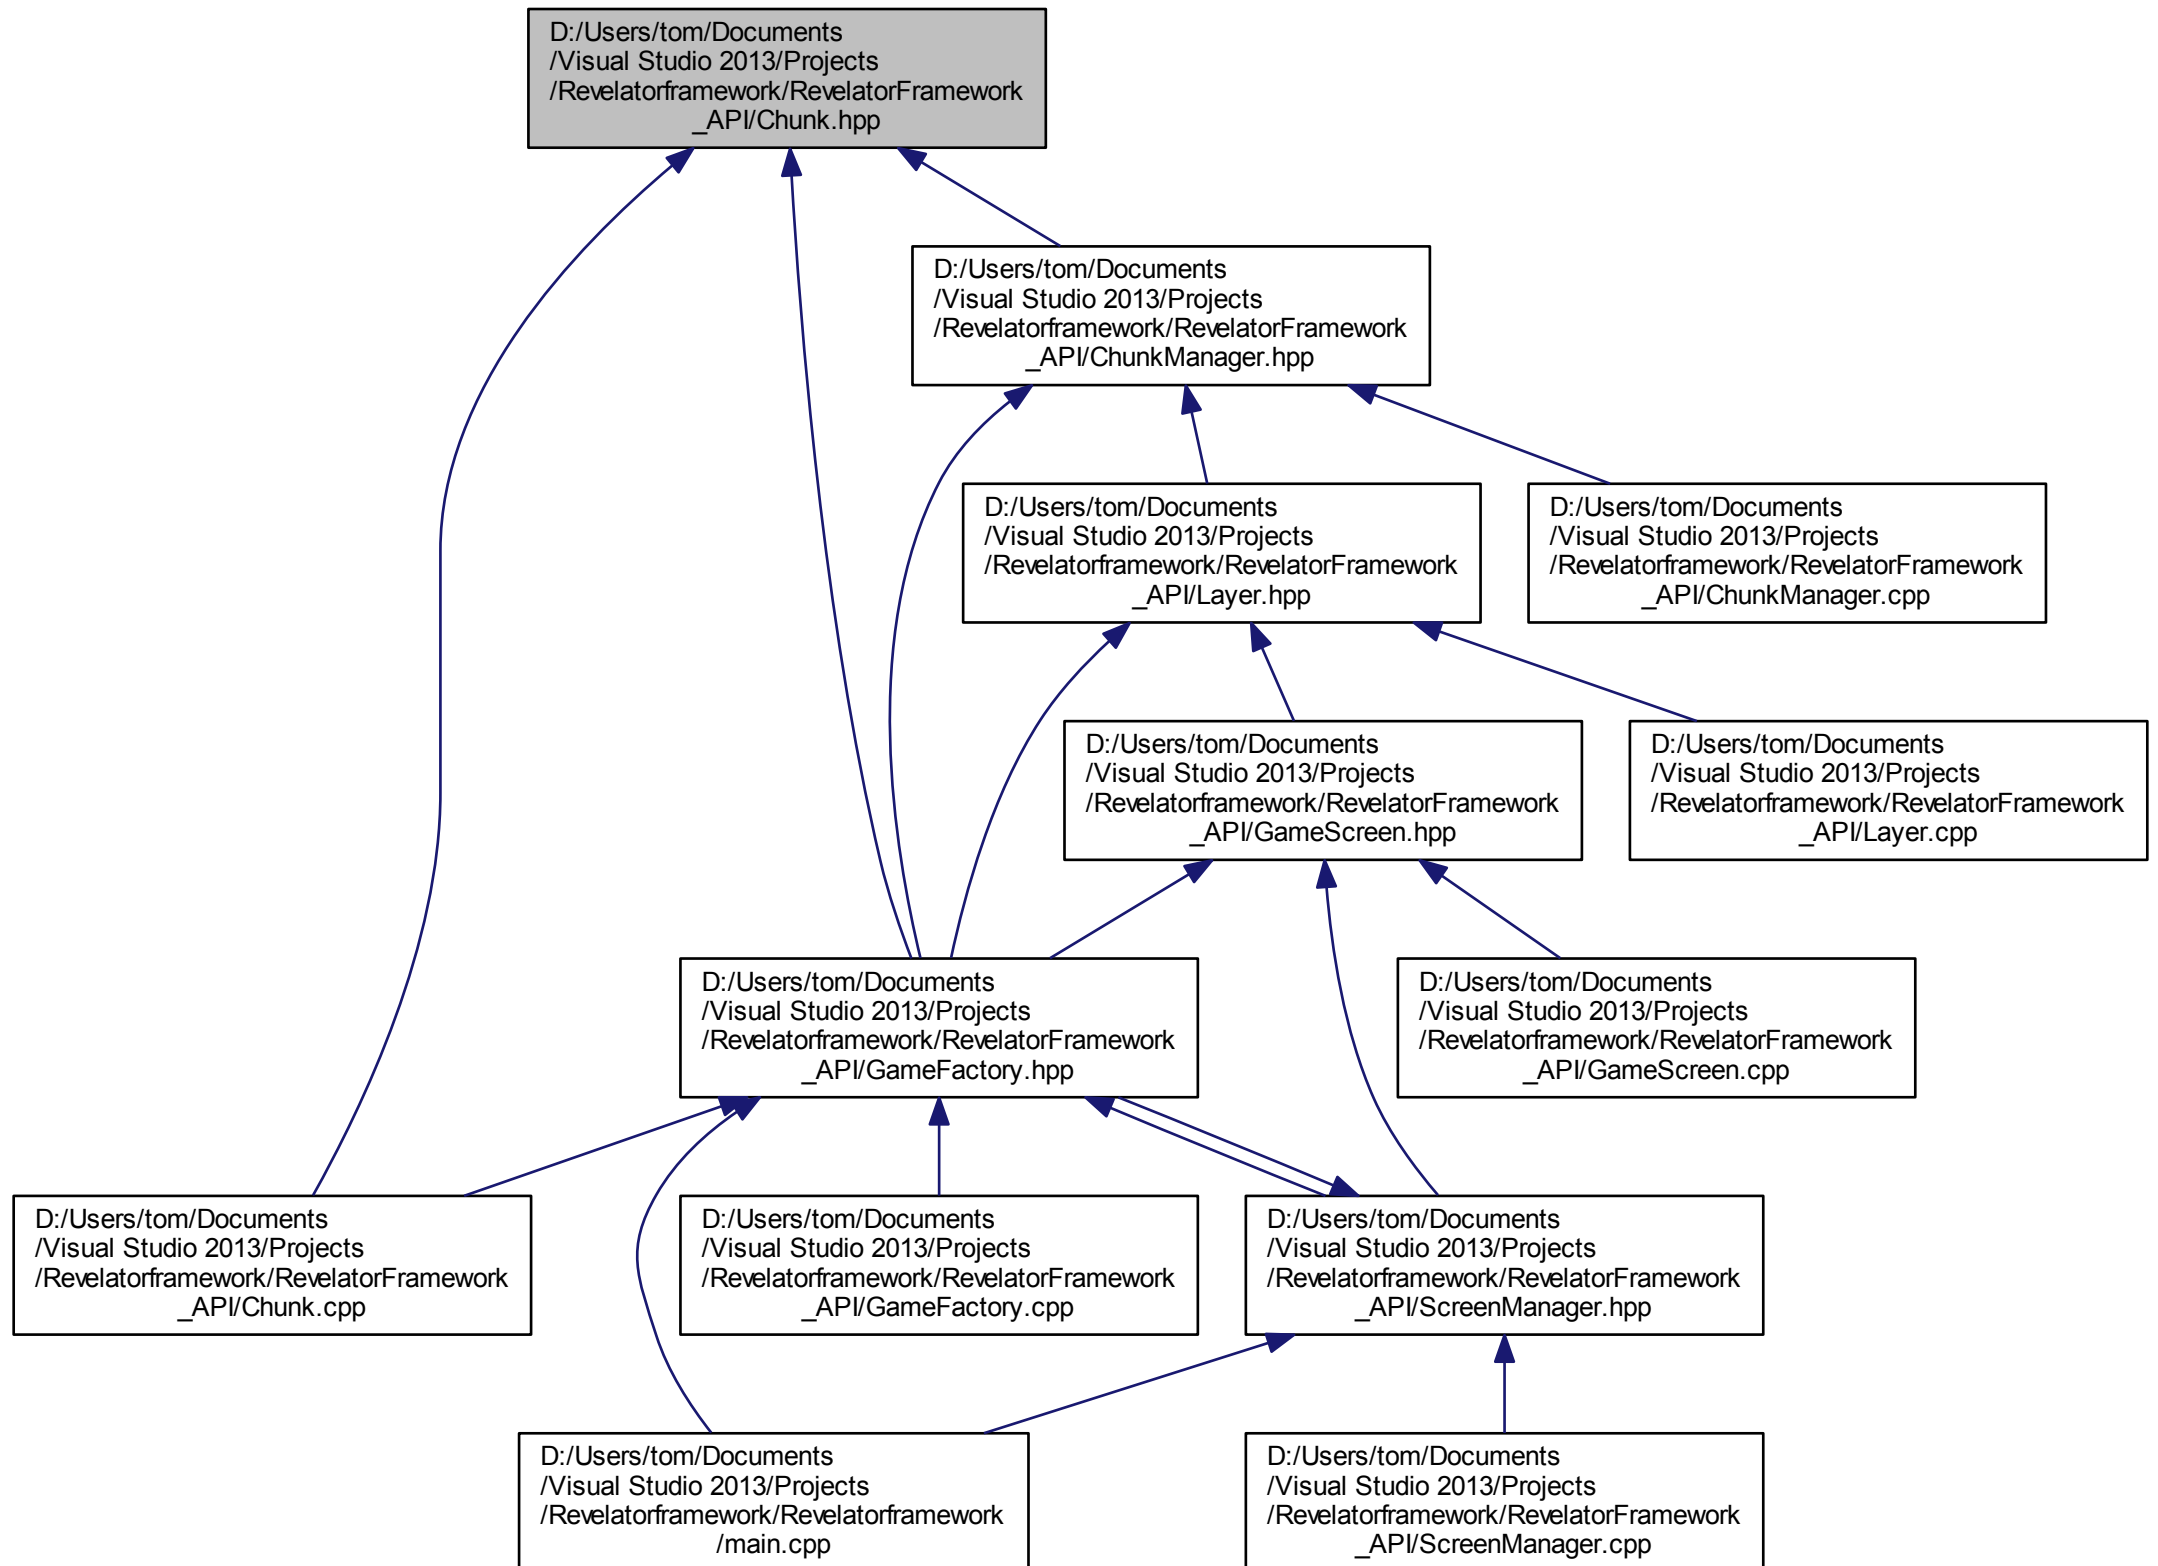 D:/Users/tom/Documents
/Visual Studio 2013/Projects
/Revelatorframework/RevelatorFramework
_API/Chunk.hpp
D:/Users/tom/Documents
/Visual Studio 2013/Projects
/Revelatorframework/RevelatorFramework
_API/ChunkManager.hpp
D:/Users/tom/Documents
/Visual Studio 2013/Projects
/Revelatorframework/RevelatorFramework
_API/Layer.hpp
D:/Users/tom/Documents
/Visual Studio 2013/Projects
/Revelatorframework/RevelatorFramework
_API/ChunkManager.cpp
D:/Users/tom/Documents
/Visual Studio 2013/Projects
/Revelatorframework/RevelatorFramework
_API/GameScreen.hpp
D:/Users/tom/Documents
/Visual Studio 2013/Projects
/Revelatorframework/RevelatorFramework
_API/Layer.cpp
D:/Users/tom/Documents
/Visual Studio 2013/Projects
/Revelatorframework/RevelatorFramework
_API/GameFactory.hpp
D:/Users/tom/Documents
/Visual Studio 2013/Projects
/Revelatorframework/RevelatorFramework
_API/GameScreen.cpp
D:/Users/tom/Documents
/Visual Studio 2013/Projects
/Revelatorframework/RevelatorFramework
_API/Chunk.cpp
D:/Users/tom/Documents
/Visual Studio 2013/Projects
/Revelatorframework/RevelatorFramework
_API/GameFactory.cpp
D:/Users/tom/Documents
/Visual Studio 2013/Projects
/Revelatorframework/RevelatorFramework
_API/ScreenManager.hpp
D:/Users/tom/Documents
/Visual Studio 2013/Projects
/Revelatorframework/Revelatorframework
/main.cpp
D:/Users/tom/Documents
/Visual Studio 2013/Projects
/Revelatorframework/RevelatorFramework
_API/ScreenManager.cpp